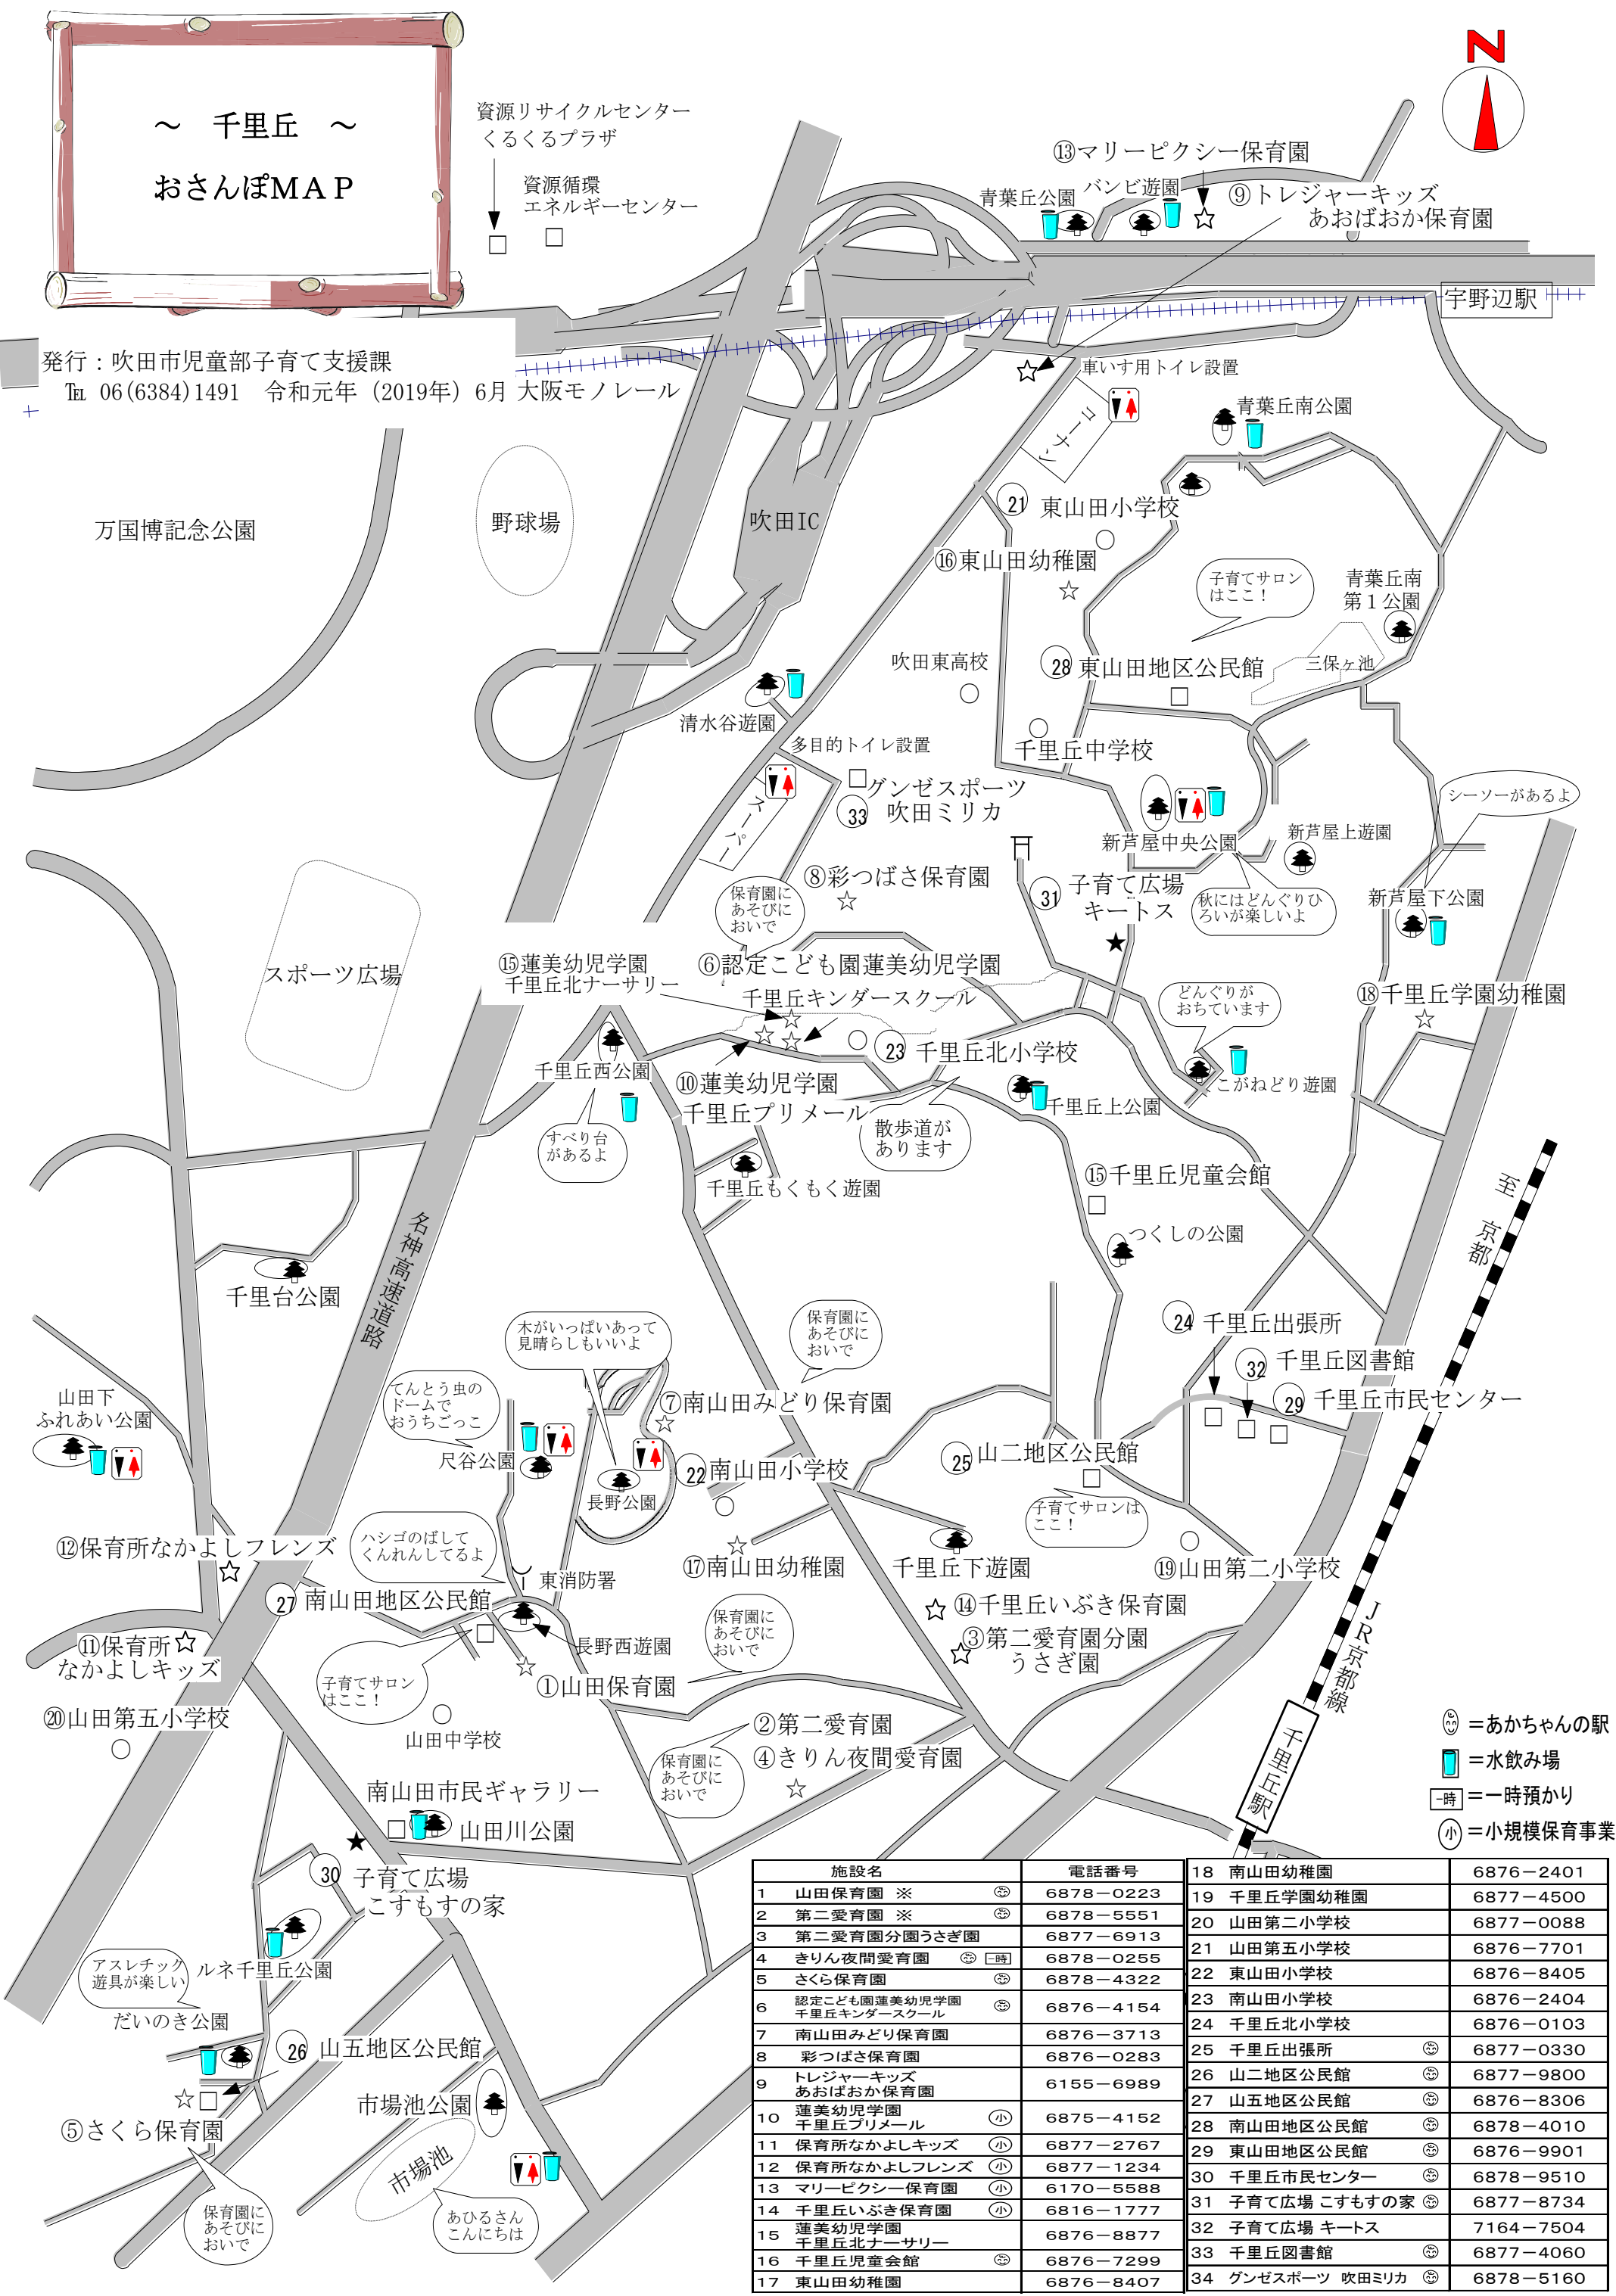 ～　千里丘　～
おさんぽＭＡＰ
資源リサイクルセンター
くるくるプラザ
資源循環
エネルギーセンター
N
⑬マリーピクシー保育園
青葉丘公園
バンビ遊園
⑨トレジャーキッズ
あおばおか保育園
宇野辺駅
発行：吹田市児童部子育て支援課
℡ 06(6384)1491　令和元年（2019年）6月
大阪モノレール
車いす用トイレ設置
コーナン
青葉丘南公園
万国博記念公園
野球場
吹田IC
21 東山田小学校
⑯東山田幼稚園
子育てサロン
はここ！
青葉丘南
第１公園
吹田東高校
28 東山田地区公民館
三保ヶ池
清水谷遊園
多目的トイレ設置
千里丘中学校
スーパー
グンゼスポーツ
33 吹田ミリカ
シーソーがあるよ
新芦屋中央公園
新芦屋上遊園
⑧彩つばさ保育園
保育園に
あそびに
おいで
31 子育て広場
キートス
秋にはどんぐりひ
ろいが楽しいよ
新芦屋下公園
スポーツ広場
⑮蓮美幼児学園
千里丘北ナーサリー
⑥認定こども園蓮美幼児学園
千里丘キンダースクール
どんぐりが
おちています
⑱千里丘学園幼稚園
23 千里丘北小学校
千里丘西公園
⑩蓮美幼児学園
千里丘プリメール
こがねどり遊園
千里丘上公園
すべり台
があるよ
散歩道が
あります
千里丘もくもく遊園
⑮千里丘児童会館
至　京都
名神高速道路
つくしの公園
千里台公園
24 千里丘出張所
32 千里丘図書館
29 千里丘市民センター
木がいっぱいあって
見晴らしもいいよ
保育園に
あそびに
おいで
てんとう虫の
ドームで
おうちごっこ
⑦南山田みどり保育園
山田下
ふれあい公園
尺谷公園
長野公園
22 南山田小学校
25 山二地区公民館
子育てサロンは
ここ！
⑫保育所なかよしフレンズ
ハシゴのばして
くんれんしてるよ
東消防署
⑰南山田幼稚園
千里丘下遊園
⑲山田第二小学校
27 南山田地区公民館
⑭千里丘いぶき保育園
保育園に
あそびに
おいで
③第二愛育園分園
うさぎ園
ＪＲ京都線
⑪保育所
なかよしキッズ
長野西遊園
子育てサロン
はここ！
①山田保育園
⑳山田第五小学校
山田中学校
②第二愛育園
④きりん夜間愛育園
保育園に
あそびに
おいで
千里丘駅
＝あかちゃんの駅
＝水飲み場
一時＝一時預かり
小＝小規模保育事業
南山田市民ギャラリー
山田川公園
30 子育て広場
こすもすの家
アスレチック
遊具が楽しい
ルネ千里丘公園
だいのき公園
26 山五地区公民館
⑤さくら保育園
市場池公園
市場池
保育園に
あそびに
おいで
あひるさん
こんにちは
施設名 電話番号
1 山田保育園 ※ 6878－0223
2 第二愛育園 ※ 6878－5551
3 第二愛育園分園うさぎ園 6877－6913
4 きりん夜間愛育園 一時 6878－0255
5 さくら保育園 6878－4322
6 認定こども園蓮美幼児学園
千里丘キンダースクール 6876－4154
7 南山田みどり保育園 6876－3713
8 彩つばさ保育園 6876－0283
9 トレジャーキッズ
あおばおか保育園 6155－6989
10 蓮美幼児学園
千里丘プリメール 小 6875－4152
11 保育所なかよしキッズ 小 6877－2767
12 保育所なかよしフレンズ 小 6877－1234
13 マリーピクシー保育園 小 6170－5588
14 千里丘いぶき保育園 小 6816－1777
15 蓮美幼児学園
千里丘北ナーサリー 6876－8877
16 千里丘児童会館 6876－7299
17 東山田幼稚園 6876－8407
18 南山田幼稚園 6876－2401
19 千里丘学園幼稚園 6877－4500
20 山田第二小学校 6877－0088
21 山田第五小学校 6876－7701
22 東山田小学校 6876－8405
23 南山田小学校 6876－2404
24 千里丘北小学校 6876－0103
25 千里丘出張所 6877－0330
26 山二地区公民館 6877－9800
27 山五地区公民館 6876－8306
28 南山田地区公民館 6878－4010
29 東山田地区公民館 6876－9901
30 千里丘市民センター 6878－9510
31 子育て広場 こすもすの家 6877－8734
32 子育て広場 キートス 7164－7504
33 千里丘図書館 6877－4060
34 グンゼスポーツ 吹田ミリカ 6878－5160